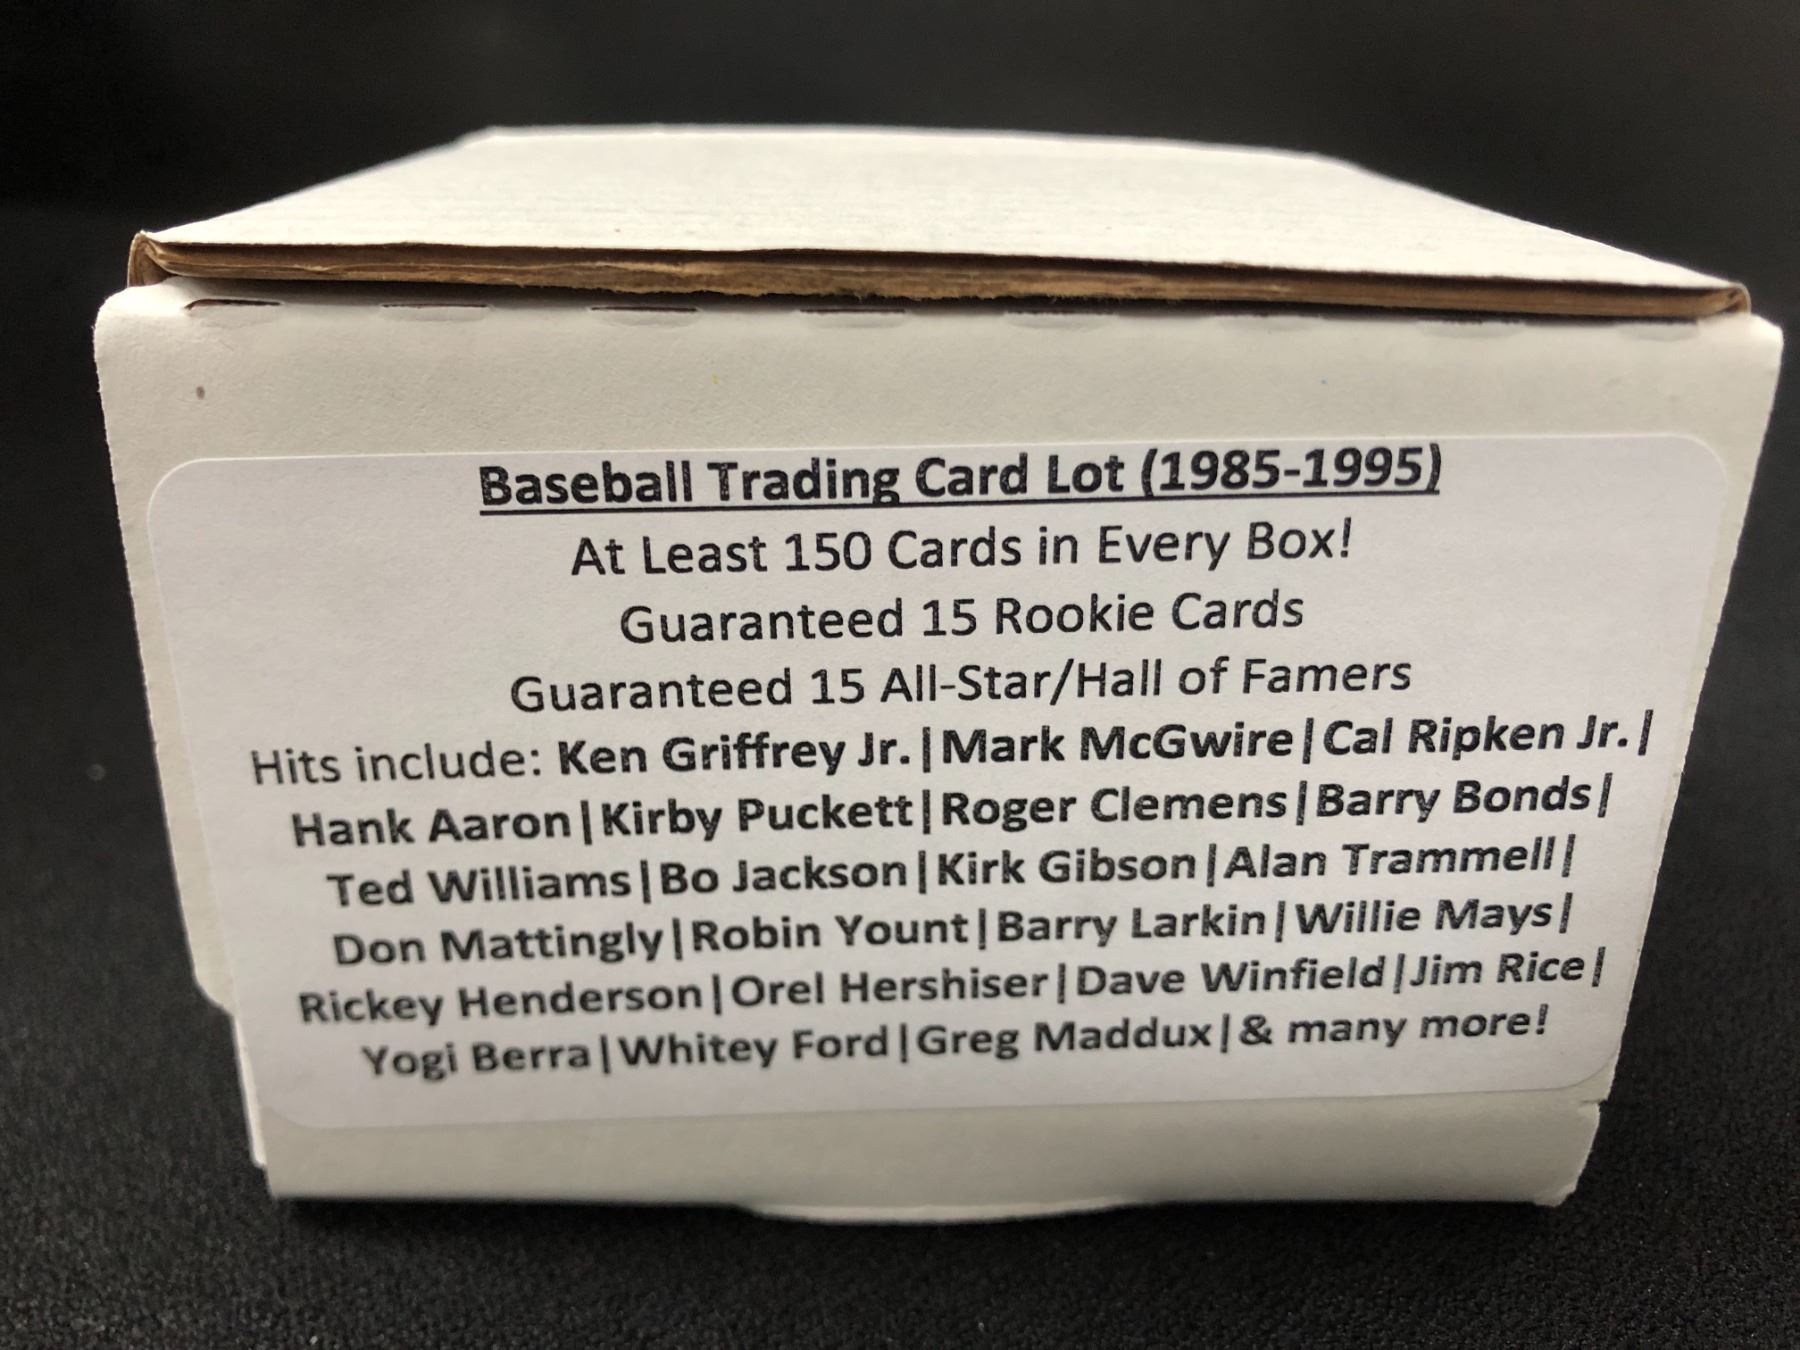 Baseball Trading Card Lot (1985-1995)
At Least 150 Cards in Every Box!
Guaranteed 15 Rookie Cards
Guaranteed 15 All-Star/Hall of Famers
Hits include: Ken Griffrey Jr.|Mark McGwire|Cal Ripken Jr.|
Hank Aaron|Kirby Puckett|Roger Clemens|Barry Bonds|
Ted Williams|Bo Jackson|Kirk Gibson|Alan Trammell|
Don Mattingly|Robin Yount|Barry Larkin|Willie Mays|
Rickey Henderson|Orel Hershiser|Dave Winfield|Jim Rice|
Yogi Berra|Whitey Ford|Greg Maddux|& many more!